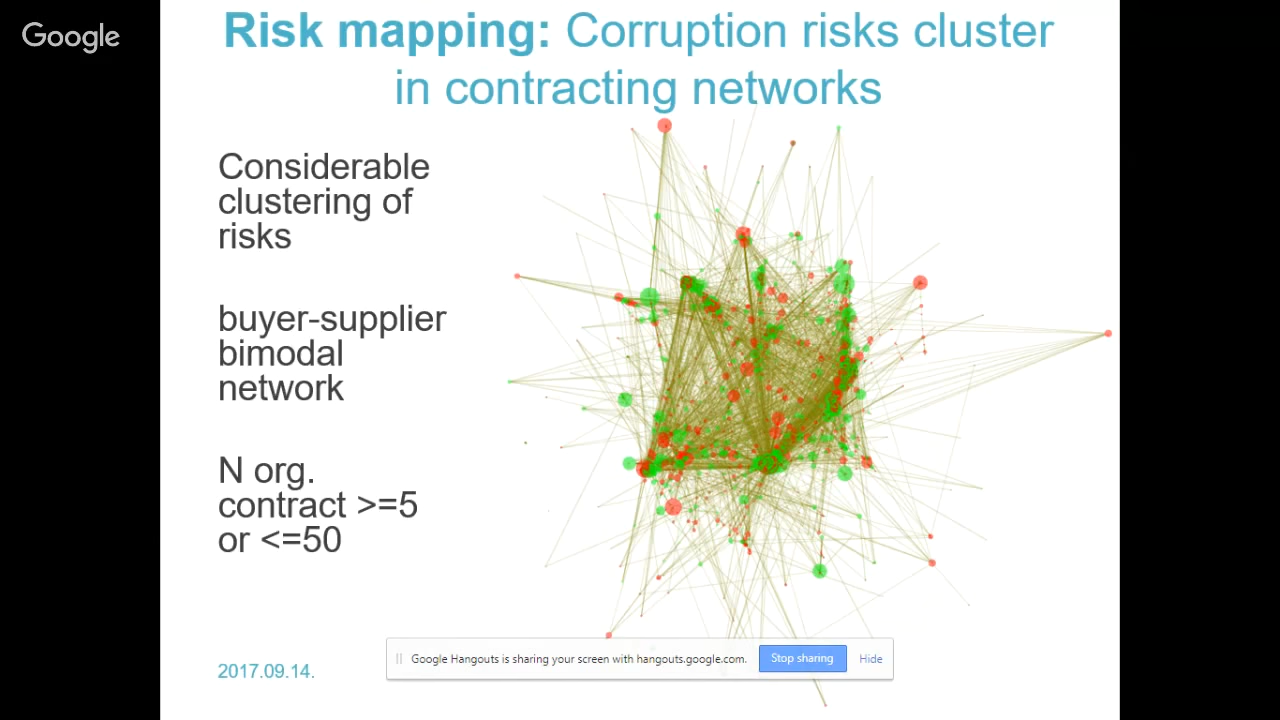 Google
Risk mapping: Corruption risks cluster
in contracting networks
Considerable
clustering of
risks
buyer-supplier
bimodal
network
N org.
contract >=5
or <=50
2017.09.14.
Google Hangouts is sharing your screen with hangouts.google.com.
Stop sharing
Hide